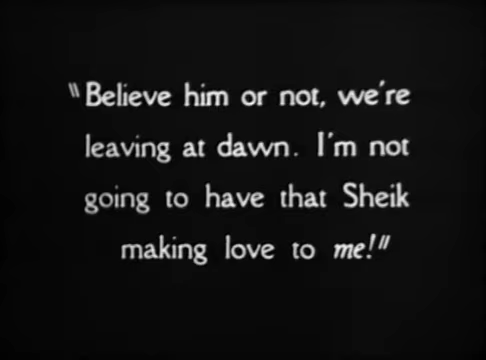 "Believe him or not, we're
leaving at dawn. I'm not
going to have that Sheik
making love to me!"